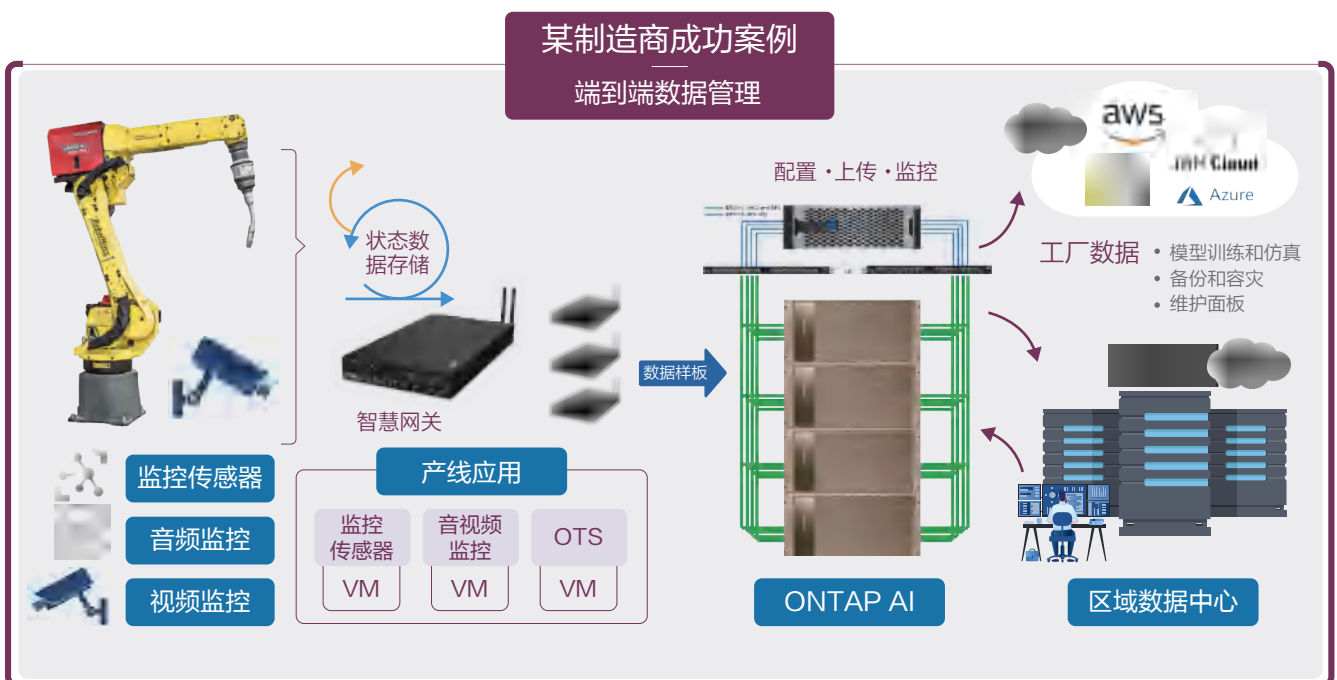 某制造商成功案例
端到端数据管理
aws
IBM Cloud
Azure
配置·上传·监控
工厂数据
• 模型训练和仿真
• 备份和容灾
• 维护面板
状态数
据存储
智慧网关
数据样板
监控传感器
音频监控
视频监控
产线应用
监控
传感器
音视频
监控
OTS
VM
VM
VM
ONTAP AI
区域数据中心